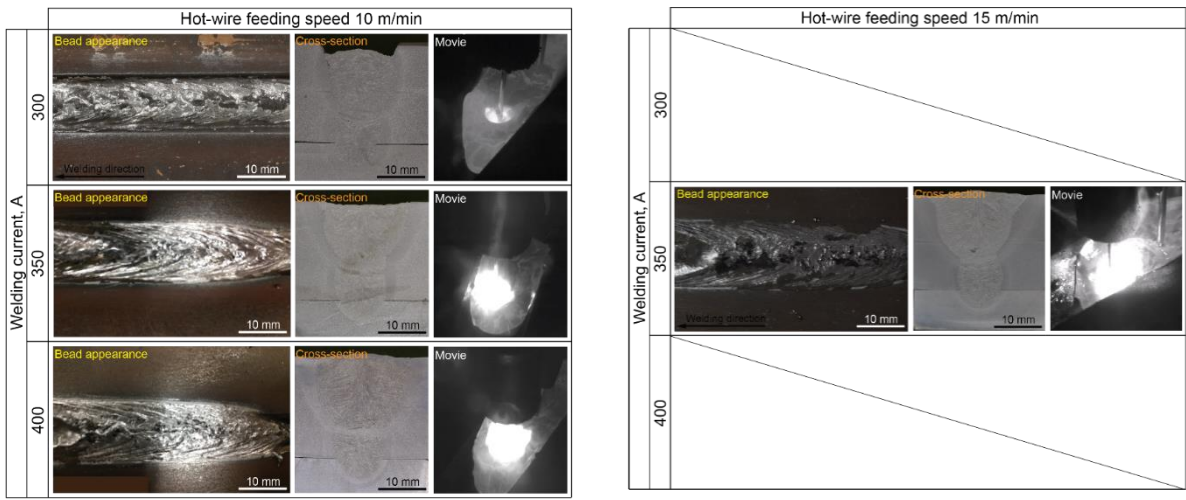 Hot-wire feeding speed 10 m/min
Welding current, A
300
Bead appearance
Cross-section
Movie
Welding direction
10 mm
10 mm
350
Bead appearance
Cross-section
Movie
10 mm
10 mm
400
Bead appearance
Cross-section
Movie
10 mm
10 mm
Hot-wire feeding speed 15 m/min
Welding current, A
300
350
Bead appearance
Cross-section
Movie
Welding direction
10 mm
10 mm
400